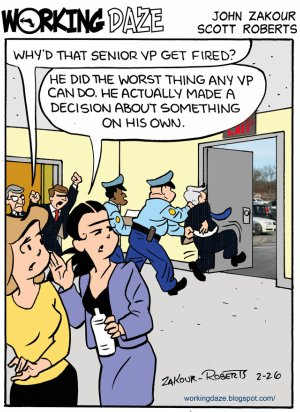 WORKING DAZE
JOHN ZAKOUR
SCOTT ROBERTS
WHY'D THAT SENIOR VP GET FIRED?
HE DID THE WORST THING ANY VP
CAN DO. HE ACTUALLY MADE A
DECISION ABOUT SOMETHING
ON HIS OWN.
EXIT
ZAKOUR-ROBERTS 2-26
workingdaze.blogspot.com/